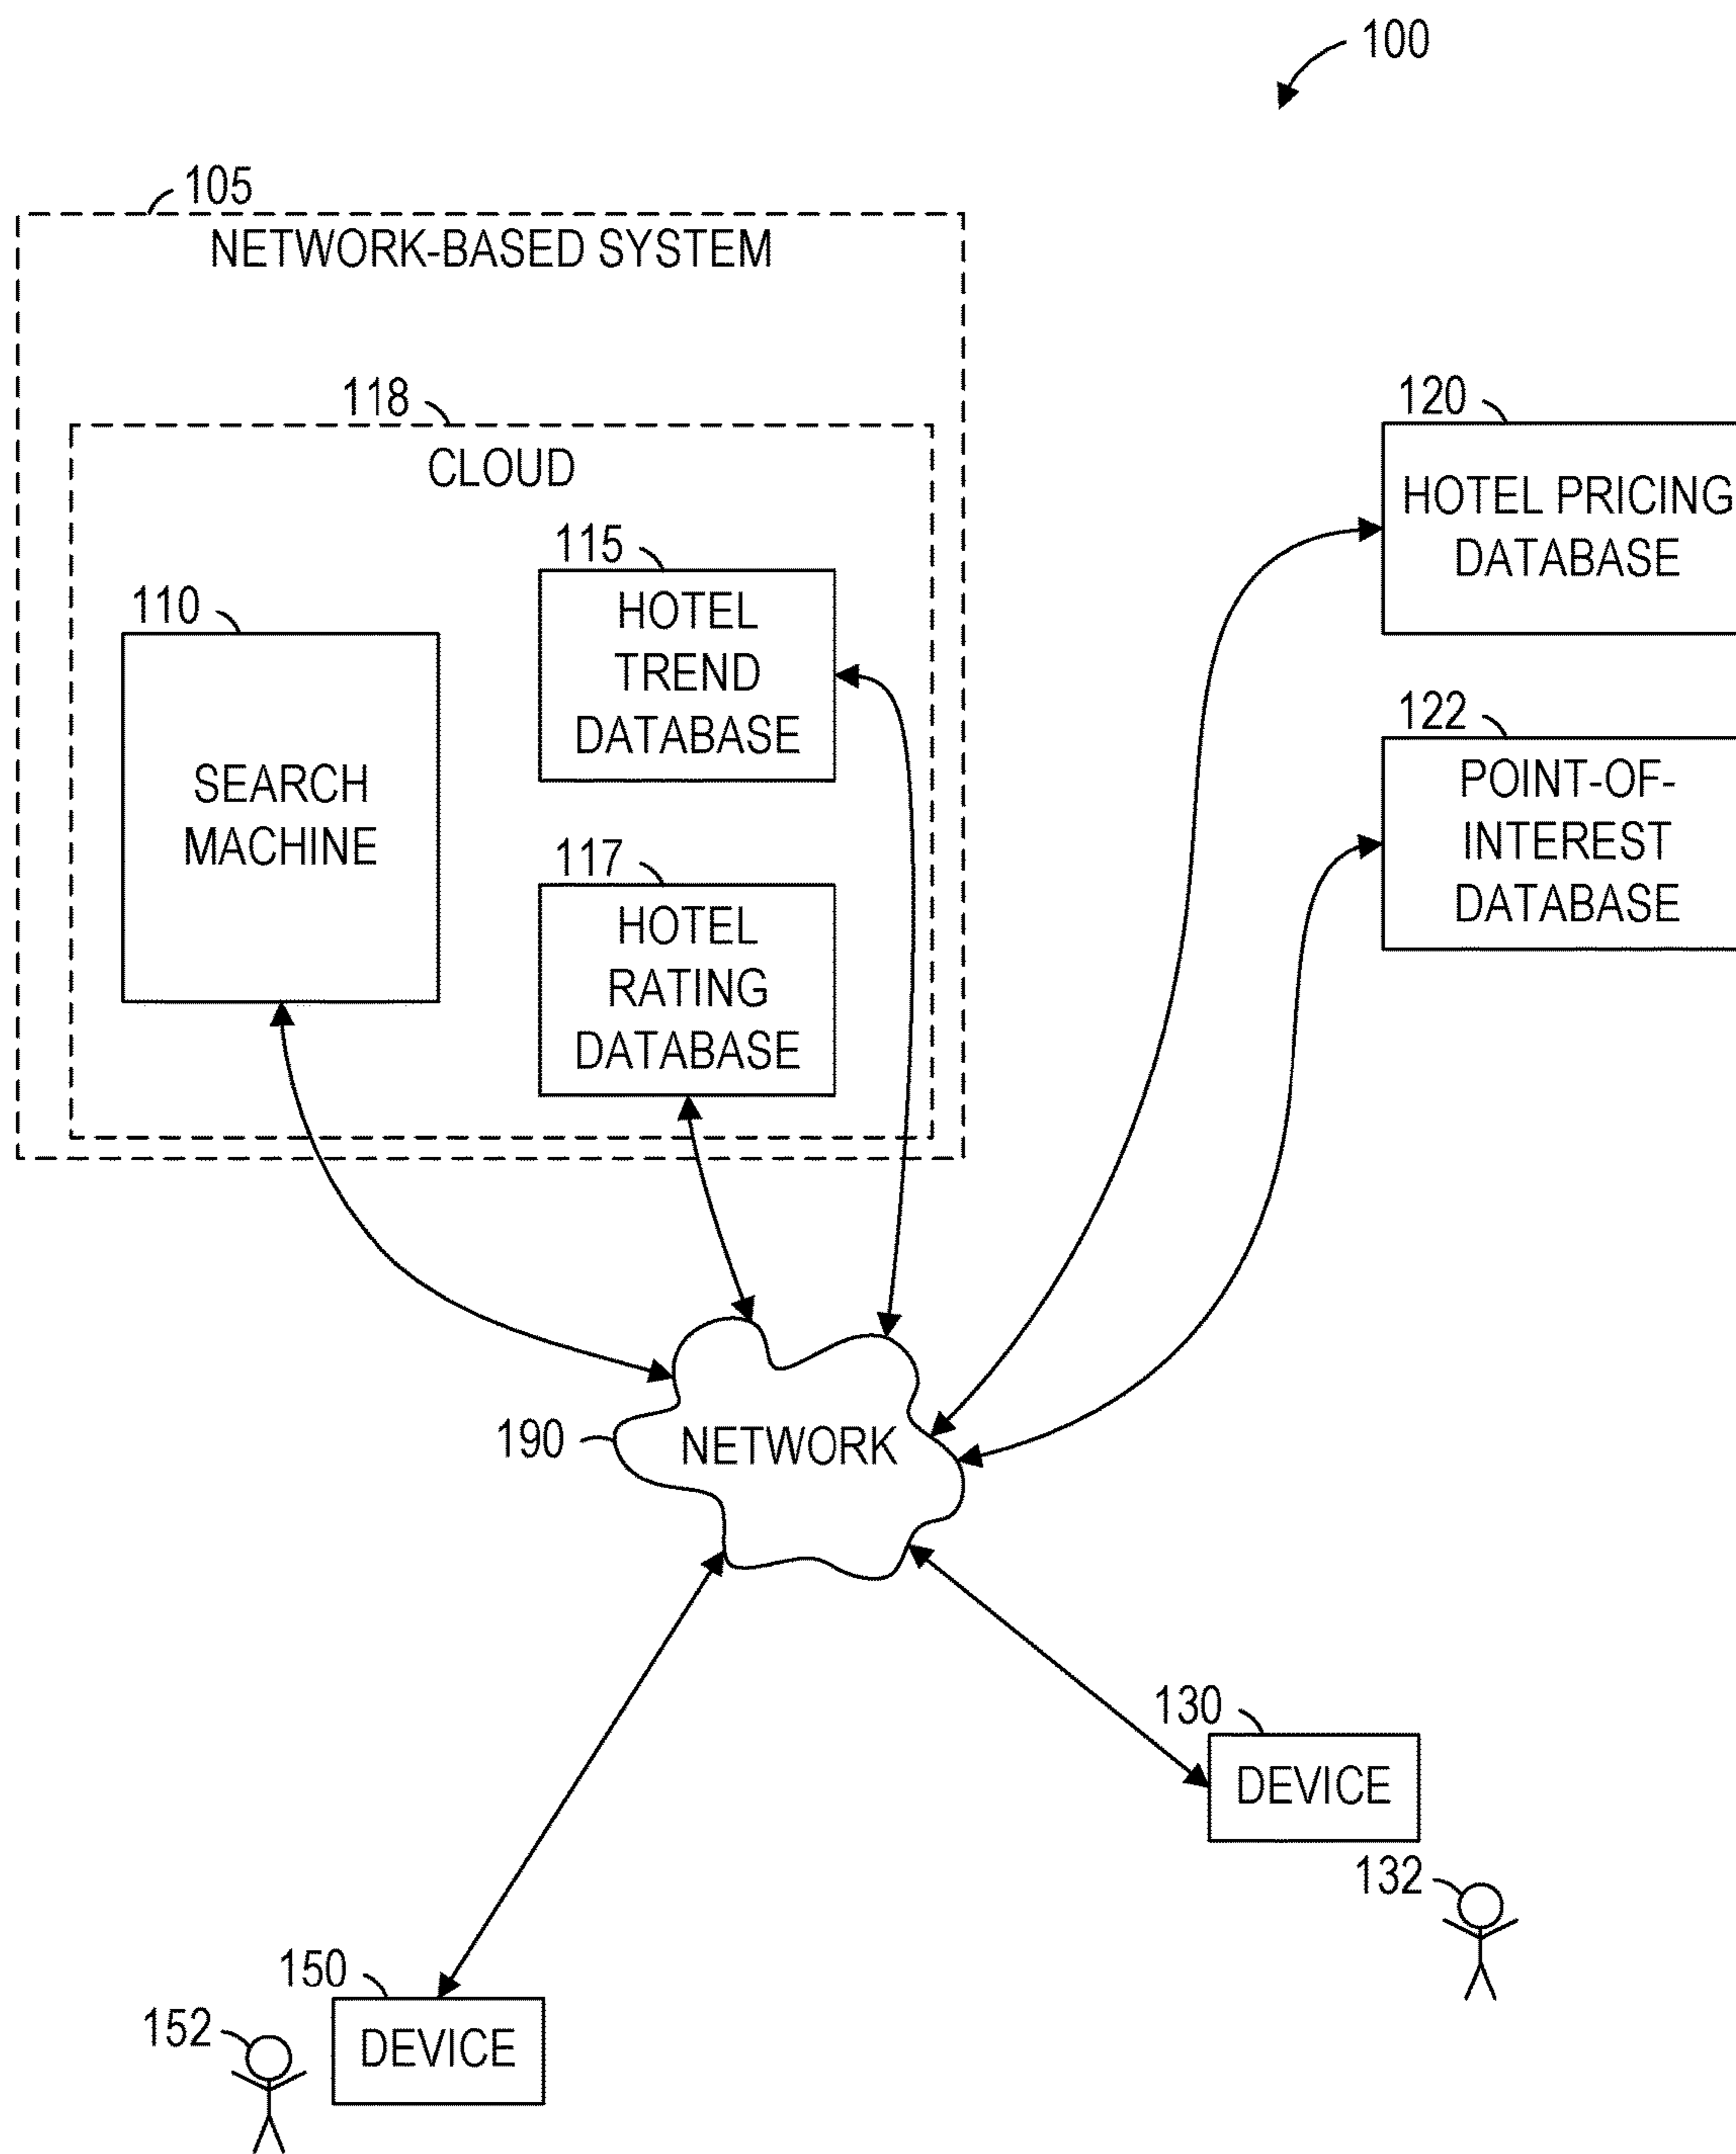 100
105
NETWORK-BASED SYSTEM
118
CLOUD
110
SEARCH
MACHINE
115
HOTEL
TREND
DATABASE
117
HOTEL
RATING
DATABASE
120
HOTEL PRICING
DATABASE
122
POINT-OF-
INTEREST
DATABASE
190
NETWORK
130
DEVICE
132
150
DEVICE
152